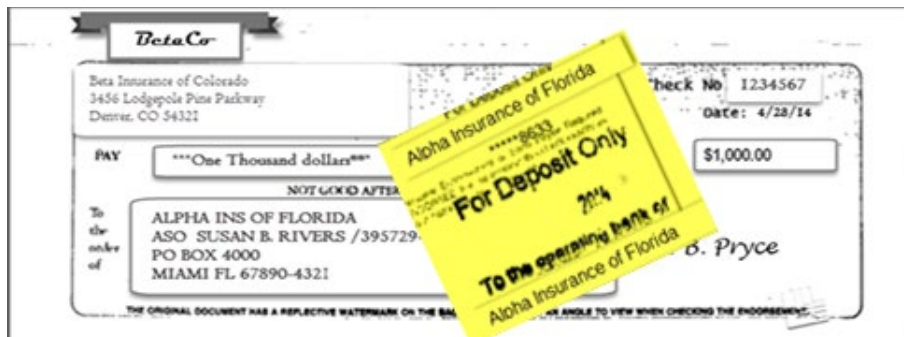 BetaCo
Beta Insurance of Colorado
3456 Lodgepole Pine Parkway
Denver, CO 54321
Check No 1234567
Date: 4/28/14
PAY
***One Thousand dollars***
$1,000.00
NOT GOOD AFTER
To
the
order
of
ALPHA INS OF FLORIDA
ASO SUSAN B. RIVERS /395729-
PO BOX 4000
MIAMI FL 67890-4321
B. Pryce
THE ORIGINAL DOCUMENT HAS A REFLECTIVE WATERMARK ON THE
AN ANGLE TO VIEW WHEN CHECKING THE ENDORSEMENT.
For Deposit Only
Alpha Insurance of Florida
*****8633
For Deposit Only
2014
To the operating bank of
Alpha Insurance of Florida